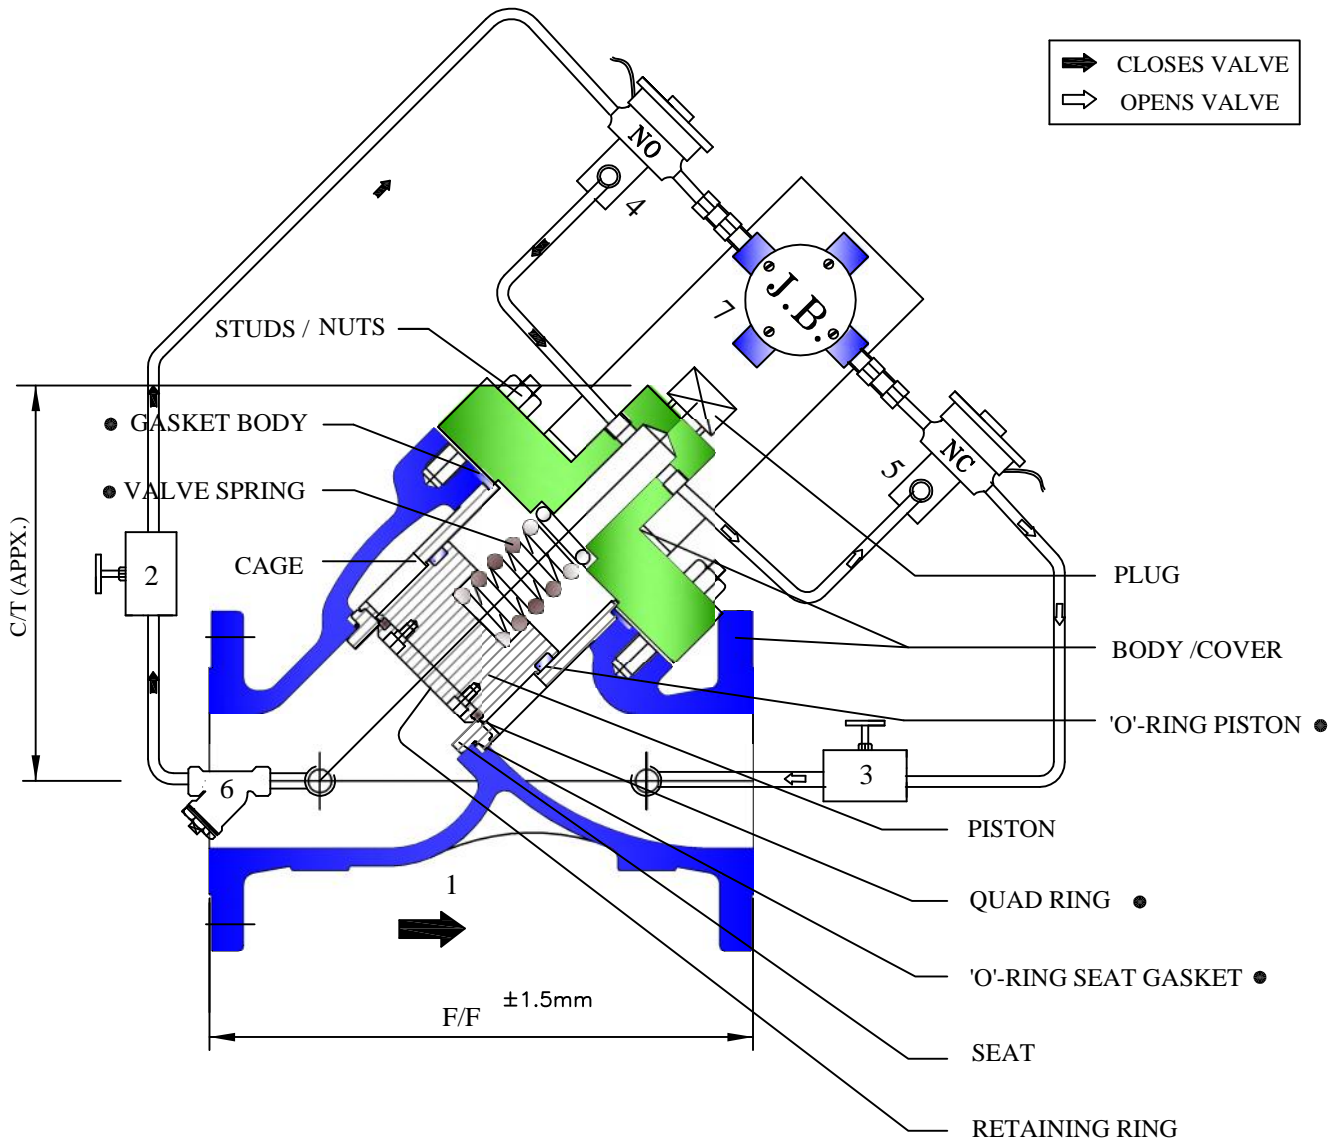 CLOSES VALVE
OPENS VALVE
NO
4
J.B.
7
STUDS / NUTS
GASKET BODY
NC
5
VALVE SPRING
C/T (APPX.)
CAGE
2
PLUG
BODY /COVER
'O'-RING PISTON
3
6
PISTON
1
QUAD RING
'O'-RING SEAT GASKET
±1.5mm
F/F
SEAT
RETAINING RING